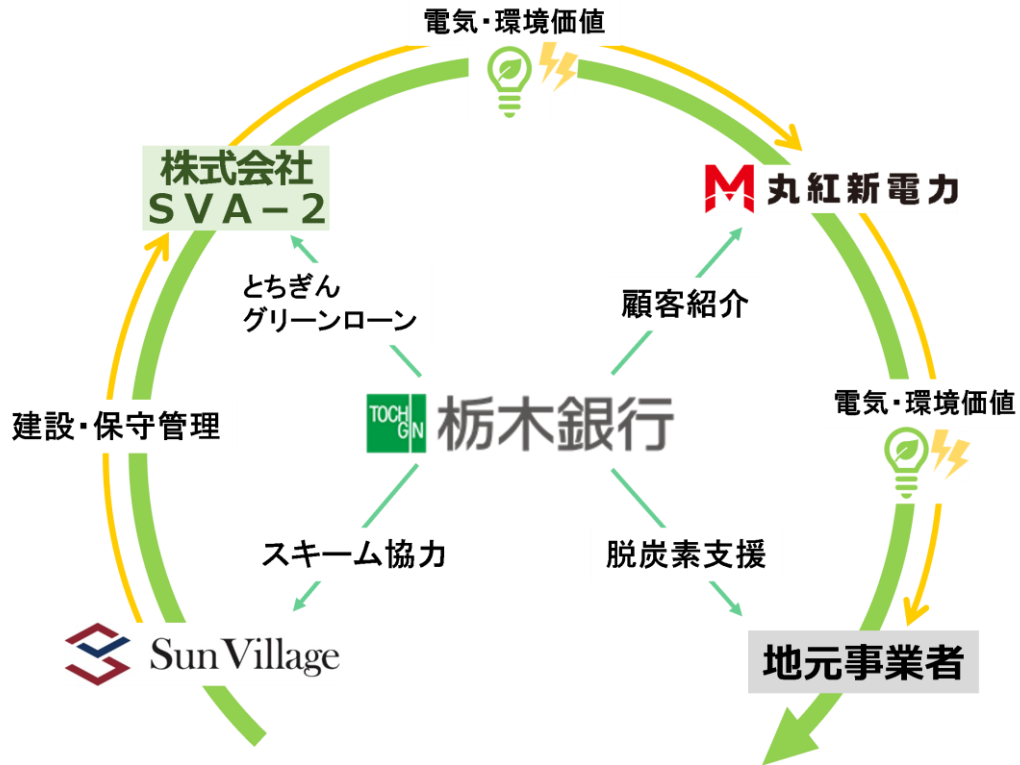 電気・環境価値
株式会社
SVA－2
丸紅新電力
とちぎん
グリーンローン
顧客紹介
建設・保守管理
TOCHIGIN
栃木銀行
電気・環境価値
スキーム協力
脱炭素支援
Sun Village
地元事業者